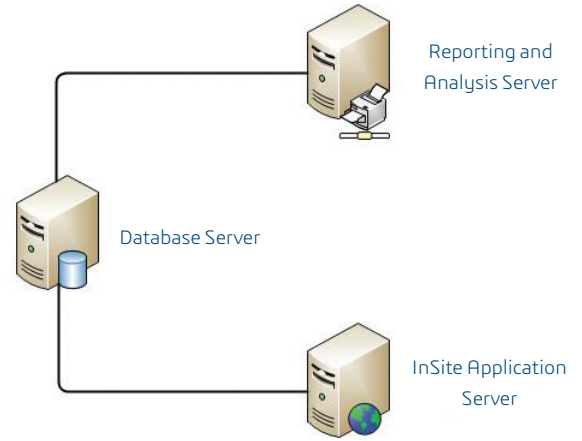 Reporting and
Analysis Server
Database Server
InSite Application
Server